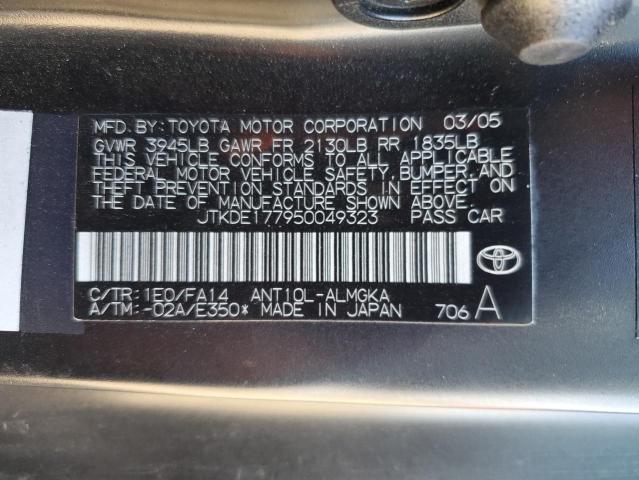 MFD.BY:TOYOTA MOTOR CORPORATION 03/05
GVWR 3945LB GAWR FR 2130LB RR 1835LB
THIS VEHICLE CONFORMS TO ALL APPLICABLE
FEDERAL MOTOR VEHICLE SAFETY, BUMPER, AND
THEFT PREVENTION STANDARDS IN EFFECT ON
THE DATE OF MANUFACTURE SHOWN ABOVE.
JTKDE177950049323 PASS CAR
C/TR:1E0/FA14 ANT10L-ALMGKA
A/TM:-02A/E350* MADE IN JAPAN 706 A